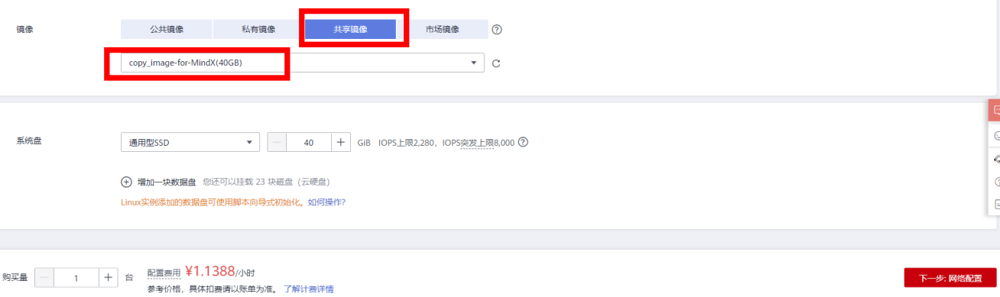 镜像 公共镜像 私有镜像 共享镜像 市场镜像
copy_image-for-MindX(40GB)
系统盘 通用型SSD 40 GiB IOPS上限2,280，IOPS突发上限8,000
增加一块数据盘 您还可以挂载 23 块磁盘（云硬盘）
Linux实例添加的数据盘可使用脚本向导式初始化。如何操作?
购买量 1 台 配置费用 ¥1.1388/小时 下一步: 网络配置
参考价格，具体扣费请以账单为准。 了解计费详情